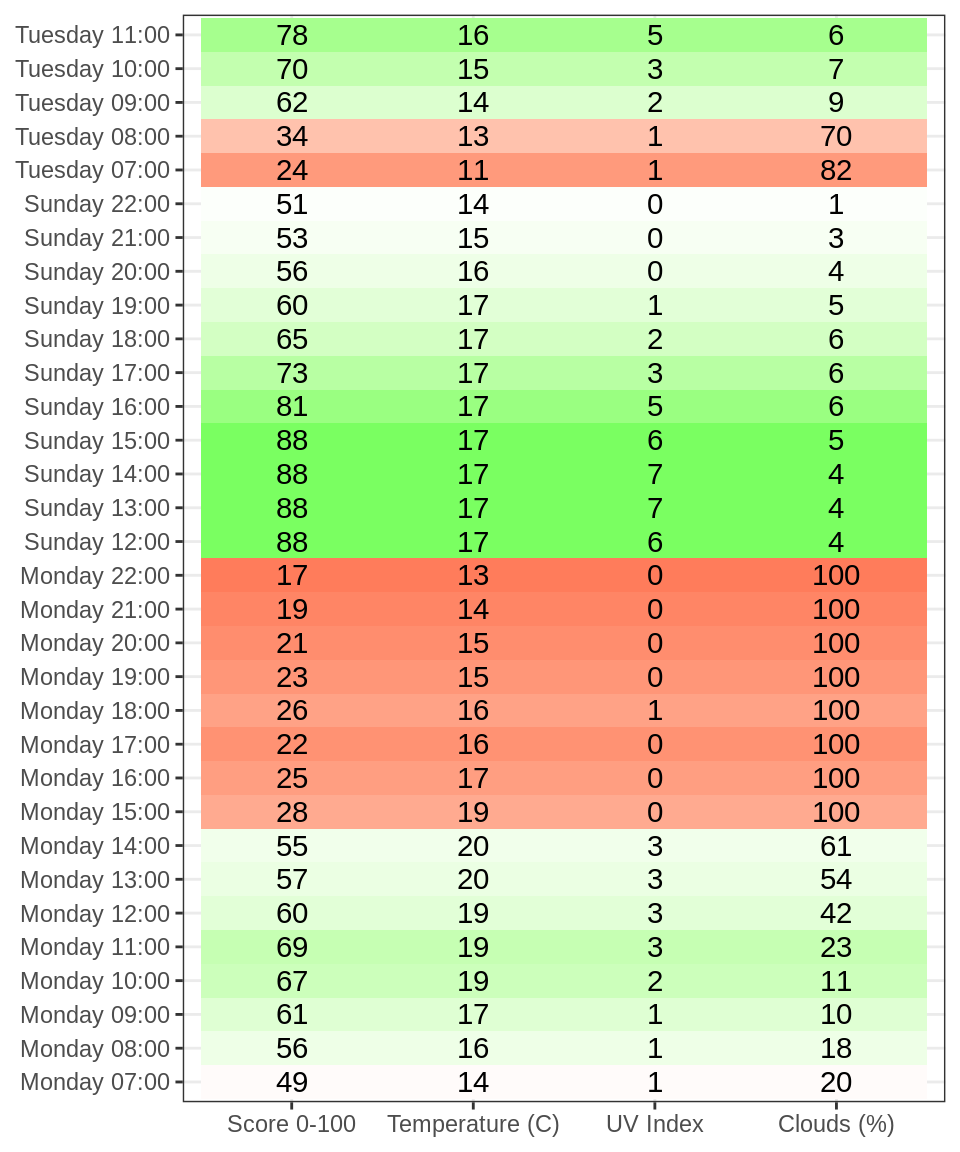 Tuesday 11:00 78 16 5 6
Tuesday 10:00 70 15 3 7
Tuesday 09:00 62 14 2 9
Tuesday 08:00 34 13 1 70
Tuesday 07:00 24 11 1 82
Sunday 22:00 51 14 0 1
Sunday 21:00 53 15 0 3
Sunday 20:00 56 16 0 4
Sunday 19:00 60 17 1 5
Sunday 18:00 65 17 2 6
Sunday 17:00 73 17 3 6
Sunday 16:00 81 17 5 6
Sunday 15:00 88 17 6 5
Sunday 14:00 88 17 7 4
Sunday 13:00 88 17 7 4
Sunday 12:00 88 17 6 4
Monday 22:00 17 13 0 100
Monday 21:00 19 14 0 100
Monday 20:00 21 15 0 100
Monday 19:00 23 15 0 100
Monday 18:00 26 16 1 100
Monday 17:00 22 16 0 100
Monday 16:00 25 17 0 100
Monday 15:00 28 19 0 100
Monday 14:00 55 20 3 61
Monday 13:00 57 20 3 54
Monday 12:00 60 19 3 42
Monday 11:00 69 19 3 23
Monday 10:00 67 19 2 11
Monday 09:00 61 17 1 10
Monday 08:00 56 16 1 18
Monday 07:00 49 14 1 20
Score 0-100 Temperature (C) UV Index Clouds (%)